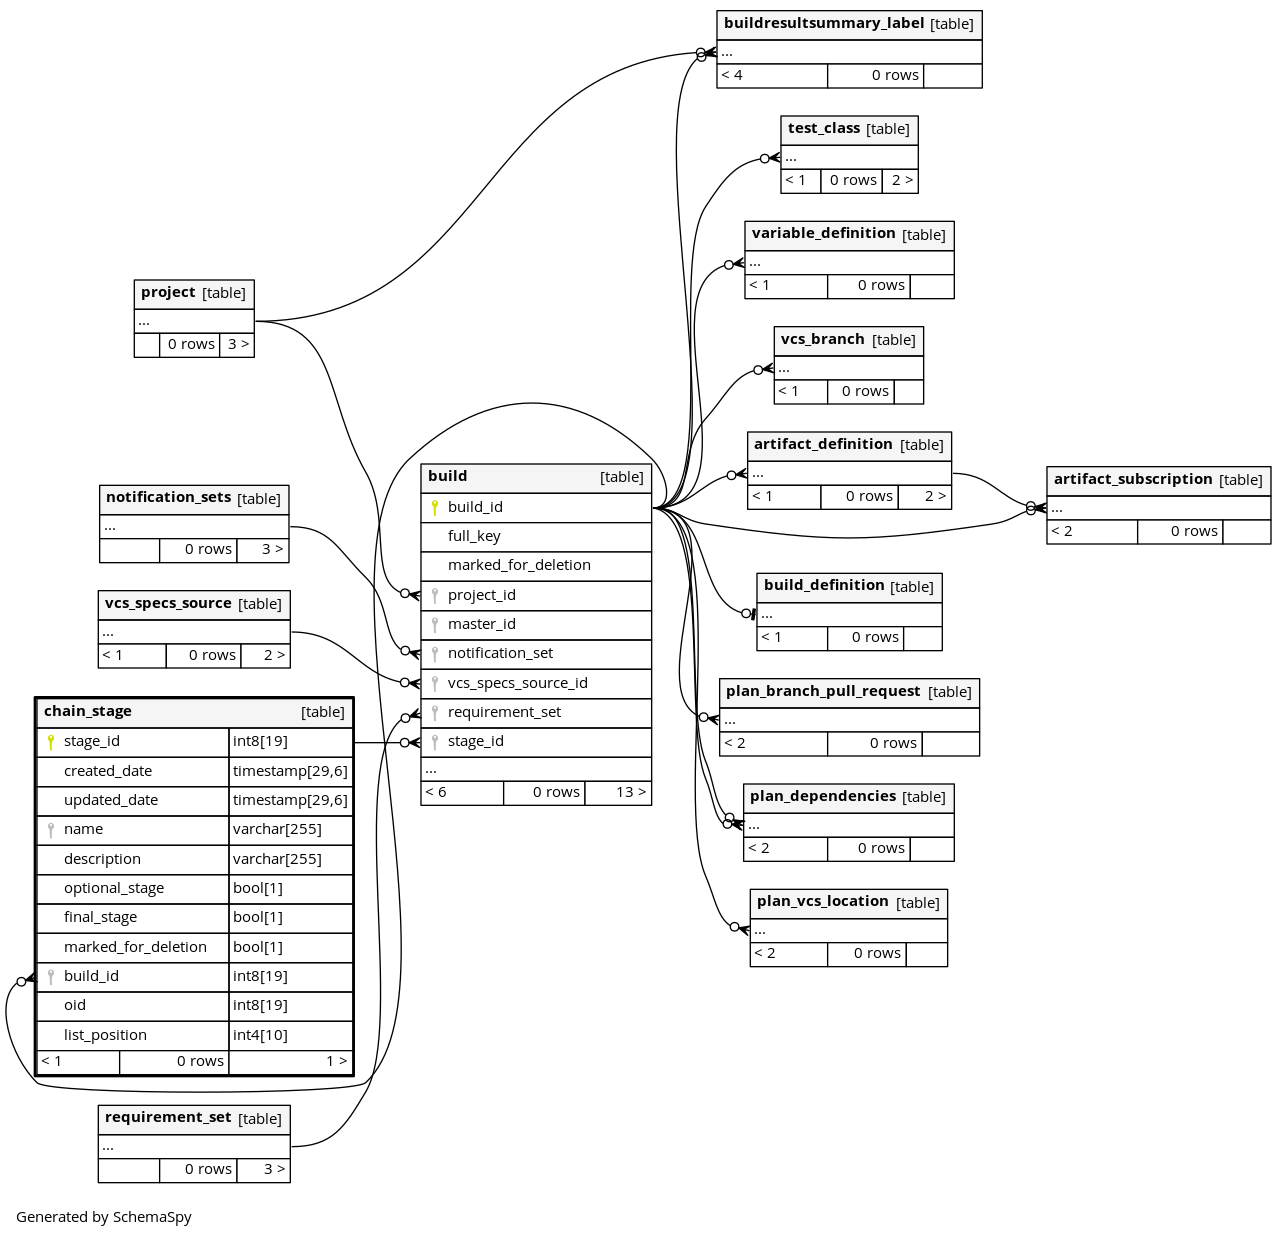 buildresultsummary_label [table]
...
< 4 0 rows
test_class [table]
...
< 1 0 rows 2 >
variable_definition [table]
...
< 1 0 rows
project [table]
...
0 rows 3 >
vcs_branch [table]
...
< 1 0 rows
artifact_definition [table]
...
< 1 0 rows 2 >
artifact_subscription [table]
...
< 2 0 rows
build [table]
build_id
full_key
marked_for_deletion
project_id
master_id
notification_set
vcs_specs_source_id
requirement_set
stage_id
...
< 6 0 rows 13 >
notification_sets [table]
...
0 rows 3 >
vcs_specs_source [table]
...
< 1 0 rows 2 >
build_definition [table]
...
< 1 0 rows
plan_branch_pull_request [table]
...
< 2 0 rows
plan_dependencies [table]
...
< 2 0 rows
plan_vcs_location [table]
...
< 2 0 rows
chain_stage [table]
stage_id int8[19]
created_date timestamp[29,6]
updated_date timestamp[29,6]
name varchar[255]
description varchar[255]
optional_stage bool[1]
final_stage bool[1]
marked_for_deletion bool[1]
build_id int8[19]
oid int8[19]
list_position int4[10]
< 1 0 rows 1 >
requirement_set [table]
...
0 rows 3 >
Generated by SchemaSpy